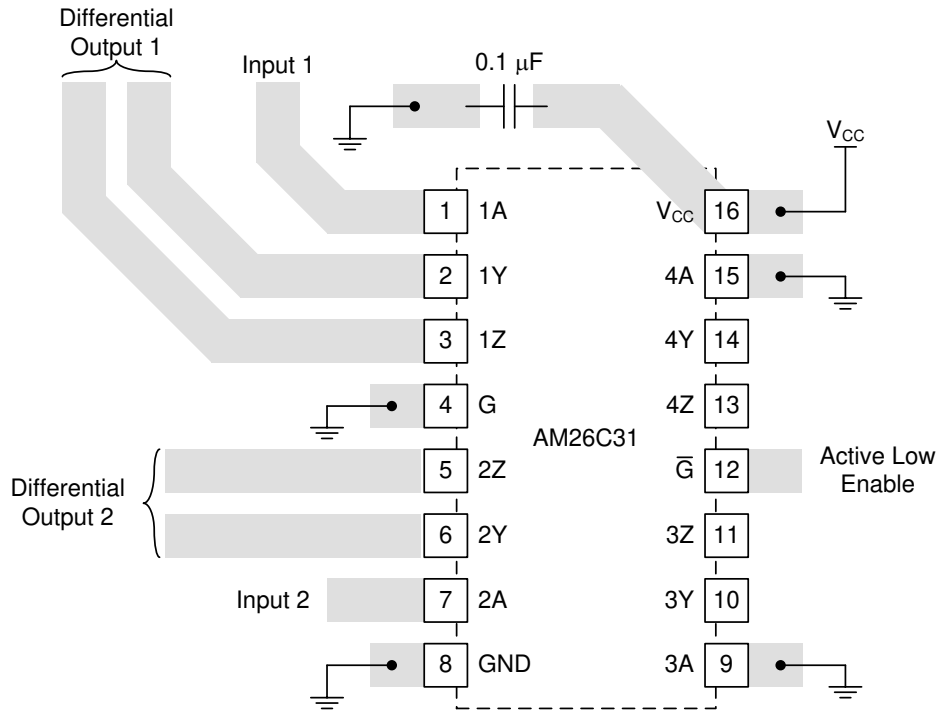 Differential
Output 1
Input 1
0.1 μF
V_CC
1 1A
V_CC 16
2 1Y
4A 15
3 1Z
4Y 14
4 G
4Z 13
AM26C31
5 2Z
G̅ 12
Active Low
Enable
Differential
Output 2
6 2Y
3Z 11
Input 2
7 2A
3Y 10
8 GND
3A 9